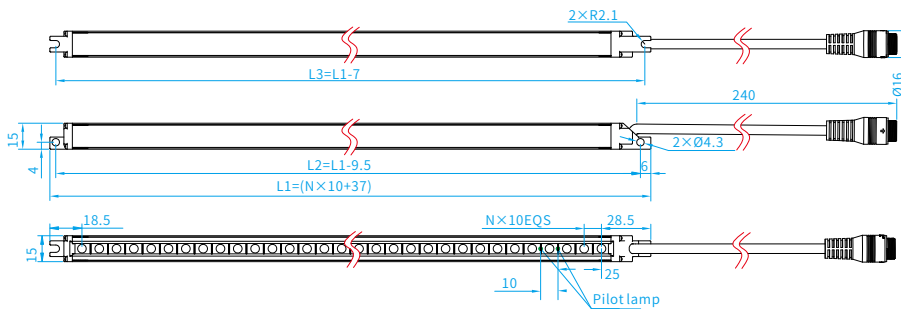 2×R2.1
L3=L1-7
Ø16
240
15
4
2×Ø4.3
L2=L1-9.5
6
L1=(N×10+37)
18.5
N×10EQS
28.5
15
25
10
Pilot lamp